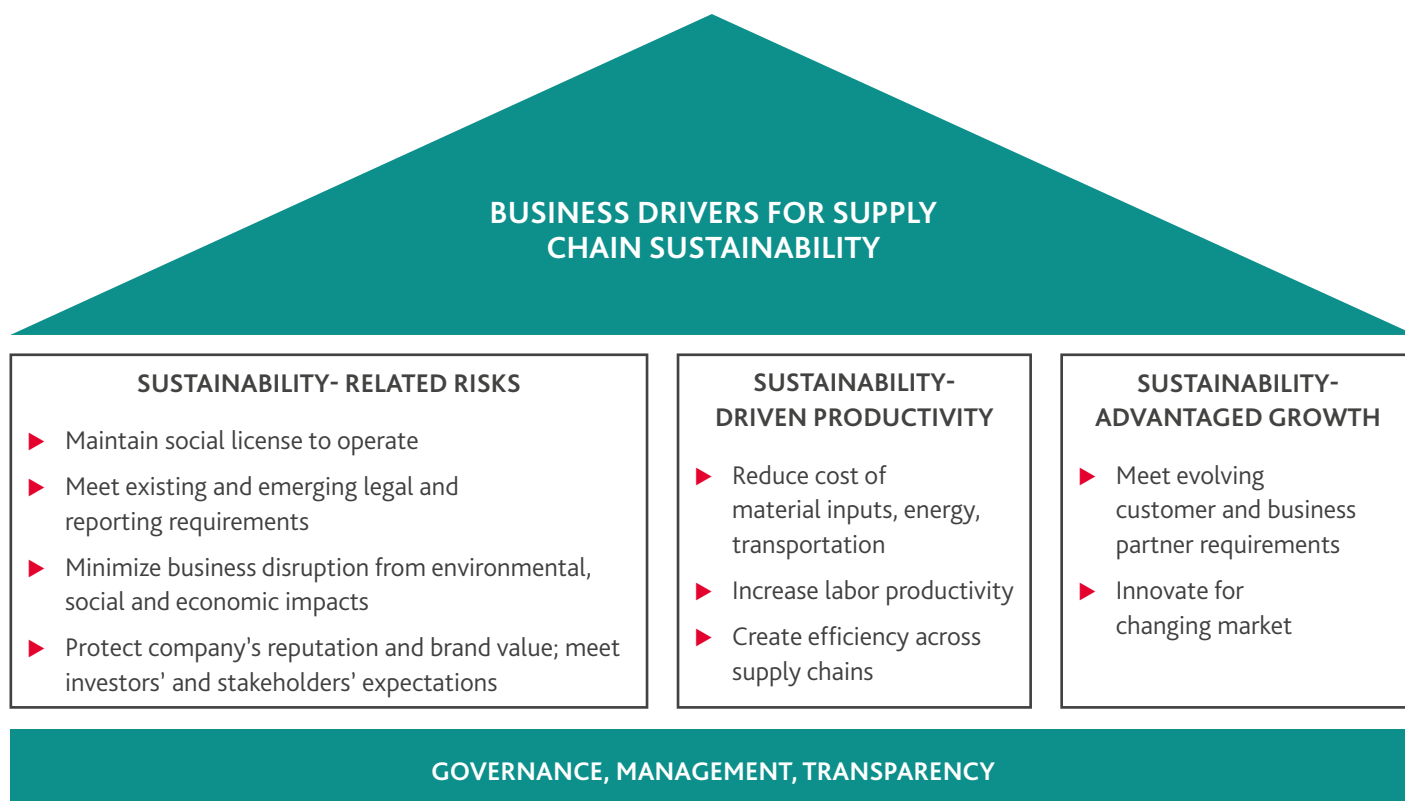 BUSINESS DRIVERS FOR SUPPLY
CHAIN SUSTAINABILITY
SUSTAINABILITY- RELATED RISKS
Maintain social license to operate
Meet existing and emerging legal and
reporting requirements
Minimize business disruption from environmental,
social and economic impacts
Protect company’s reputation and brand value; meet
investors’ and stakeholders’ expectations
SUSTAINABILITY-
DRIVEN PRODUCTIVITY
Reduce cost of
material inputs, energy,
transportation
Increase labor productivity
Create efficiency across
supply chains
SUSTAINABILITY-
ADVANTAGED GROWTH
Meet evolving
customer and business
partner requirements
Innovate for
changing market
GOVERNANCE, MANAGEMENT, TRANSPARENCY